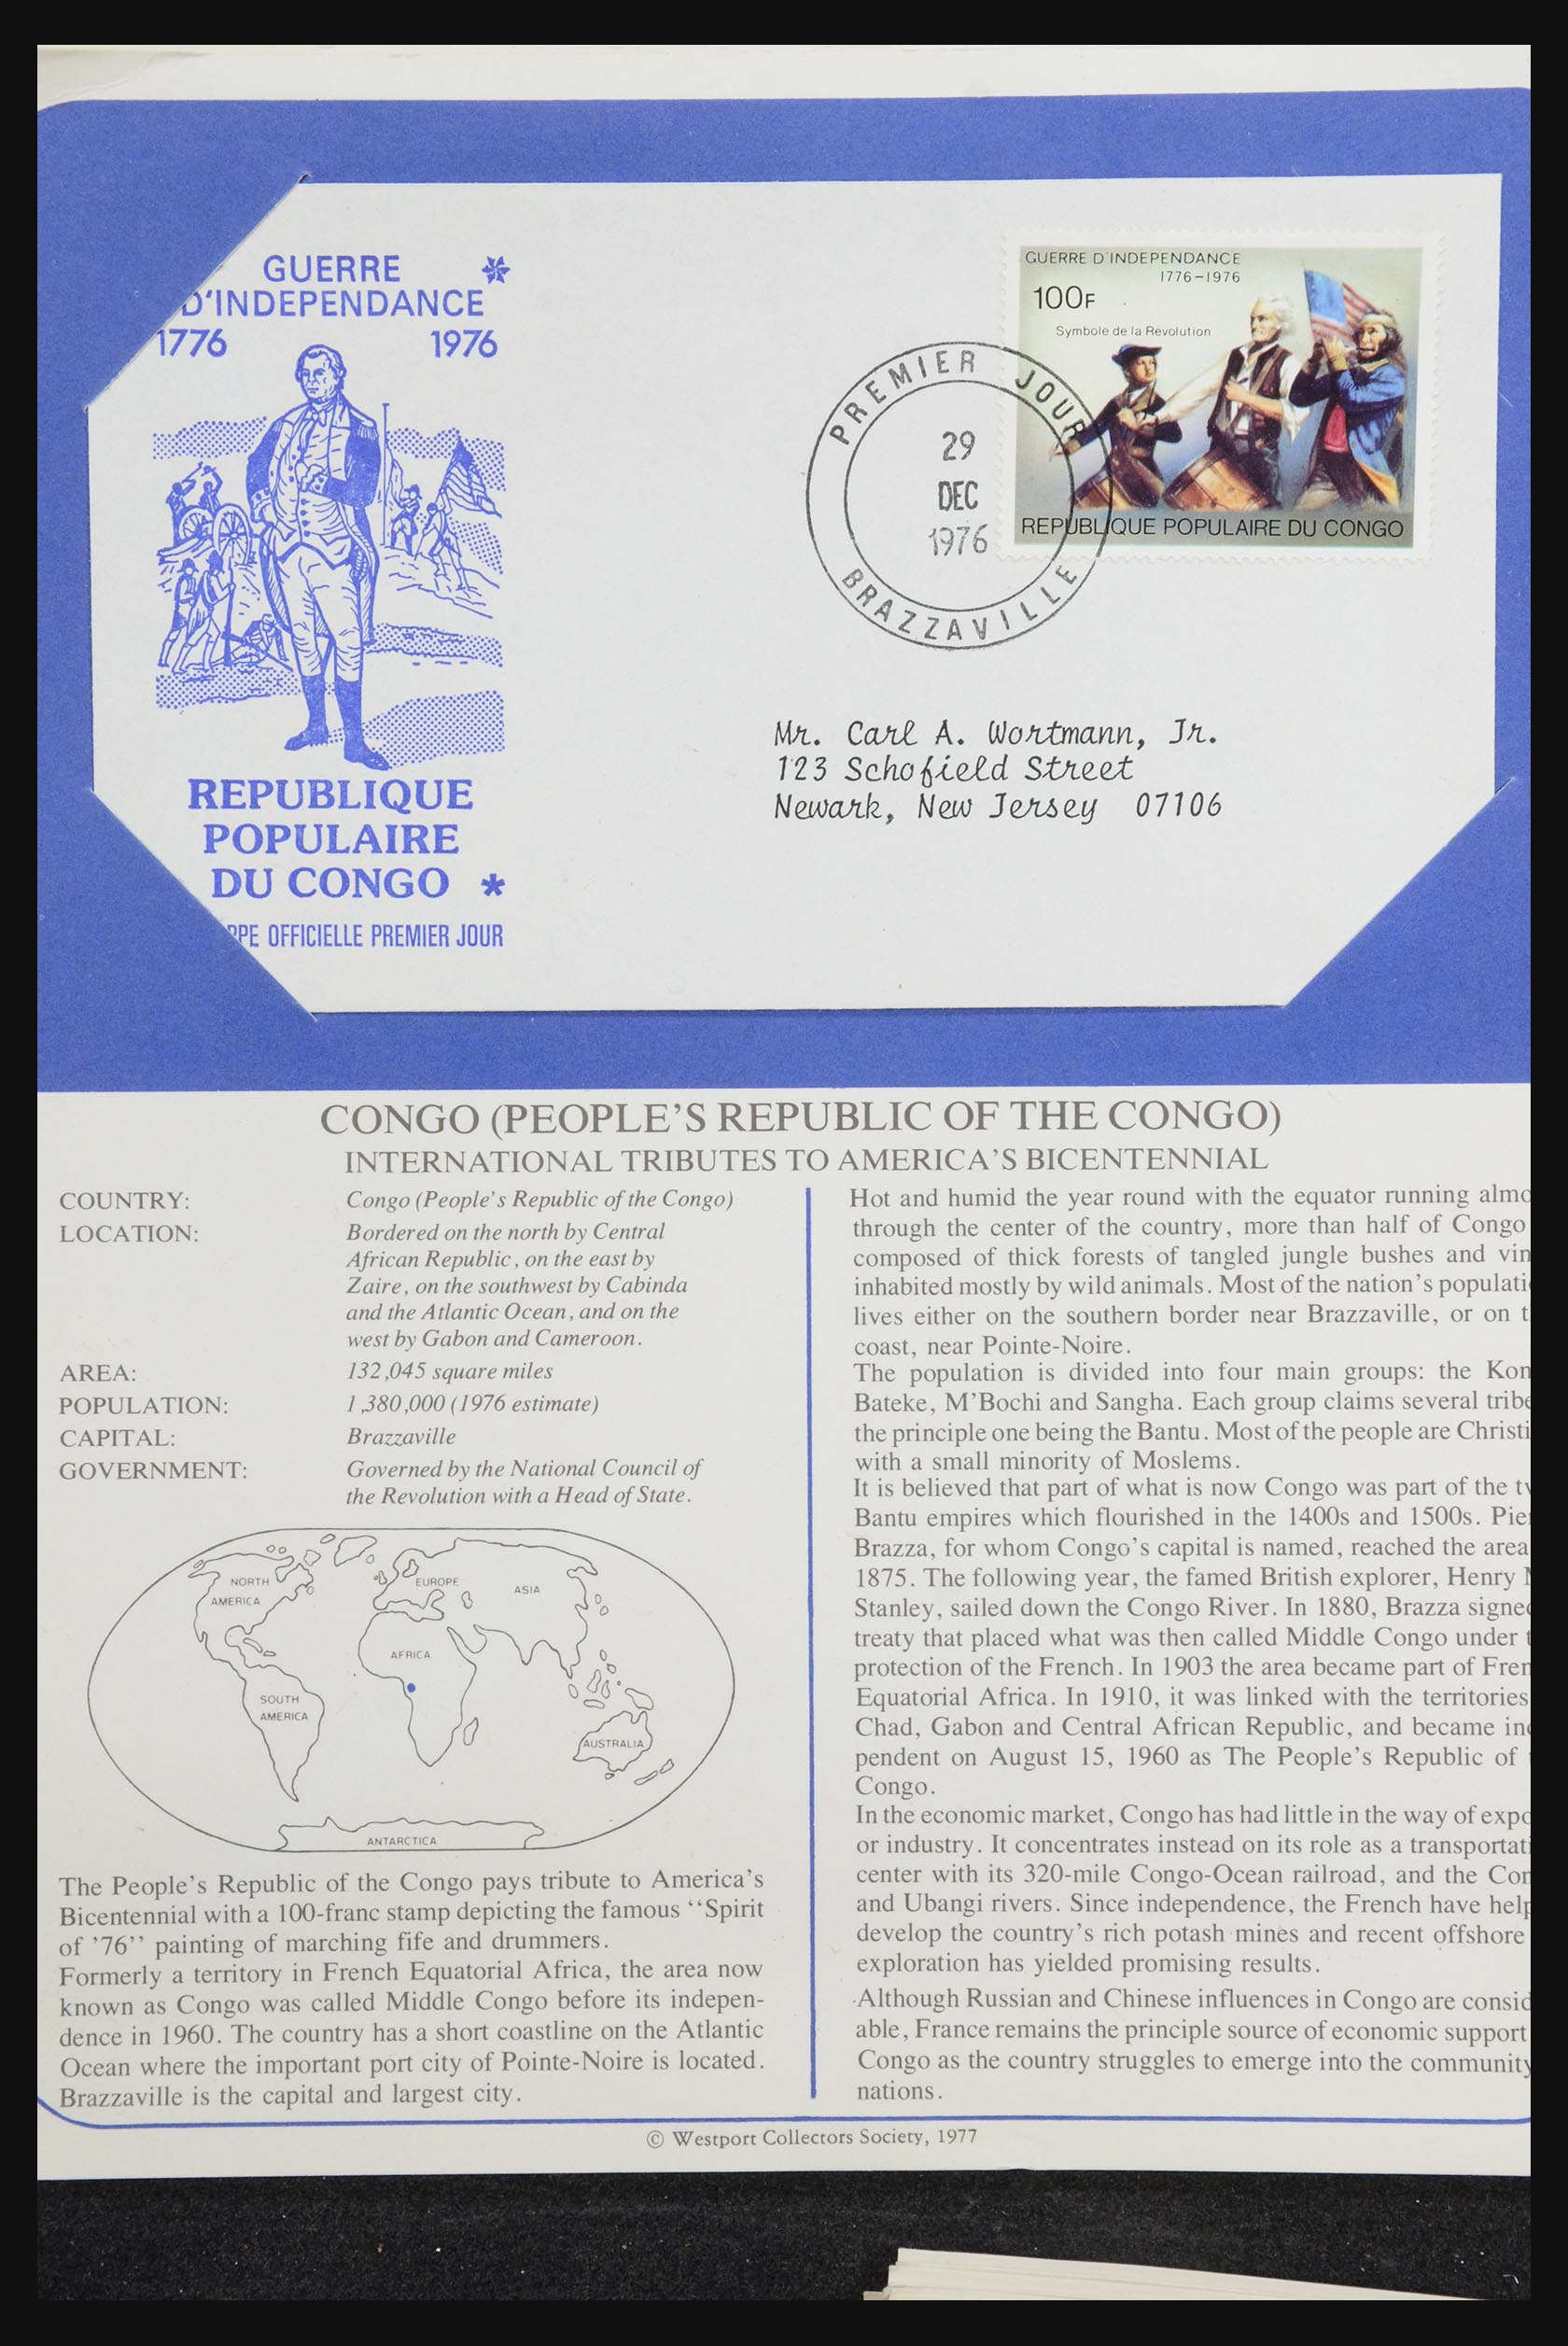 GUERRE
D'INDEPENDANCE
1776 1976
REPUBLIQUE
POPULAIRE
DU CONGO *
OFFICIELLE PREMIER JOUR
GUERRE D'INDEPENDANCE
1776-1976
100F
Symbole de la Revolution
REPUBLIQUE POPULAIRE DU CONGO
PREMIER JOUR
29
DEC
1976
BRAZZAVILLE
Mr. Carl A. Wortmann, Jr.
123 Schofield Street
Newark, New Jersey 07106
CONGO (PEOPLE'S REPUBLIC OF THE CONGO)
INTERNATIONAL TRIBUTES TO AMERICA'S BICENTENNIAL
COUNTRY: Congo (People's Republic of the Congo)
LOCATION: Bordered on the north by Central
African Republic, on the east by
Zaire, on the southwest by Cabinda
and the Atlantic Ocean, and on the
west by Gabon and Cameroon.
AREA: 132,045 square miles
POPULATION: 1,380,000 (1976 estimate)
CAPITAL: Brazzaville
GOVERNMENT: Governed by the National Council of
the Revolution with a Head of State.
NORTH
AMERICA
EUROPE
ASIA
AFRICA
SOUTH
AMERICA
AUSTRALIA
ANTARCTICA
The People's Republic of the Congo pays tribute to America's
Bicentennial with a 100-franc stamp depicting the famous ‘‘Spirit
of '76’’ painting of marching fife and drummers.
Formerly a territory in French Equatorial Africa, the area now
known as Congo was called Middle Congo before its indepen-
dence in 1960. The country has a short coastline on the Atlantic
Ocean where the important port city of Pointe-Noire is located.
Brazzaville is the capital and largest city.
Hot and humid the year round with the equator running
through the center of the country, more than half of Congo
composed of thick forests of tangled jungle bushes and
inhabited mostly by wild animals. Most of the nation's
lives either on the southern border near Brazzaville, or on
coast, near Pointe-Noire.
The population is divided into four main groups: the
Bateke, M'Bochi and Sangha. Each group claims several
the principle one being the Bantu. Most of the people are
with a small minority of Moslems.
It is believed that part of what is now Congo was part of the
Bantu empires which flourished in the 1400s and 1500s.
Brazza, for whom Congo's capital is named, reached the area
1875. The following year, the famed British explorer, Henry
Stanley, sailed down the Congo River. In 1880, Brazza
treaty that placed what was then called Middle Congo under
protection of the French. In 1903 the area became part of
Equatorial Africa. In 1910, it was linked with the territories
Chad, Gabon and Central African Republic, and became
pendent on August 15, 1960 as The People's Republic of
Congo.
In the economic market, Congo has had little in the way of
or industry. It concentrates instead on its role as a
center with its 320-mile Congo-Ocean railroad, and the
and Ubangi rivers. Since independence, the French have
develop the country's rich potash mines and recent offshore
exploration has yielded promising results.
Although Russian and Chinese influences in Congo are
able, France remains the principle source of economic support
Congo as the country struggles to emerge into the community
nations.
© Westport Collectors Society, 1977